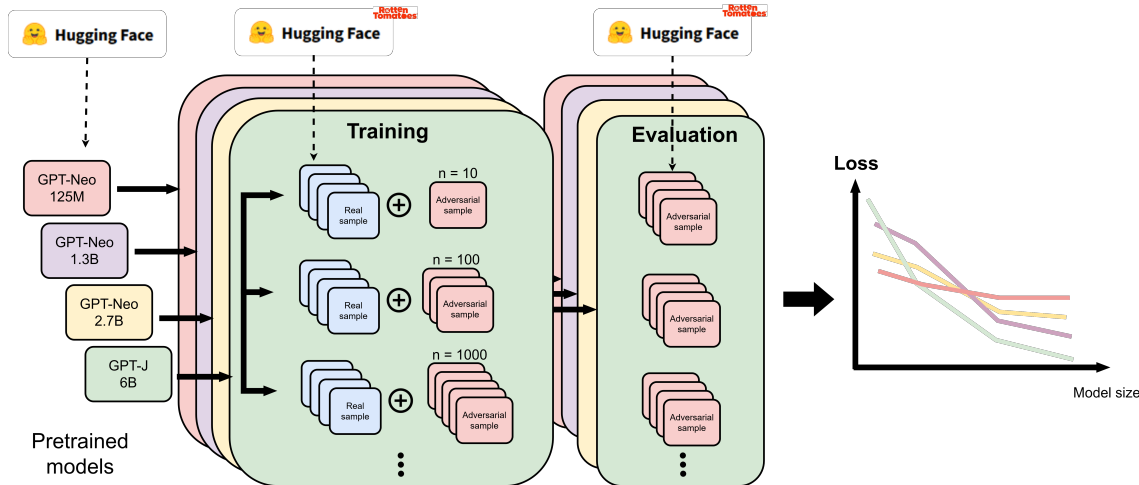 Hugging Face
Hugging Face
Rotten
Tomatoes
Hugging Face
Rotten
Tomatoes
Training
Evaluation
GPT-Neo
125M
GPT-Neo
1.3B
GPT-Neo
2.7B
GPT-J
6B
Pretrained
models
n = 10
Real
sample
Adversarial
sample
n = 100
Real
sample
Adversarial
sample
n = 1000
Real
sample
Adversarial
sample
Adversarial
sample
Adversarial
sample
Adversarial
sample
Loss
Model size